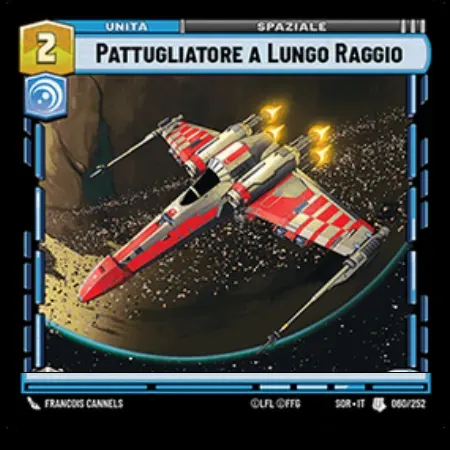 UNITÀ
SPAZIALE
2
PATTUGLIATORE A LUNGO RAGGIO
FRANCOIS CANNELS
©LFL ©FFG
SOR • IT
060/252